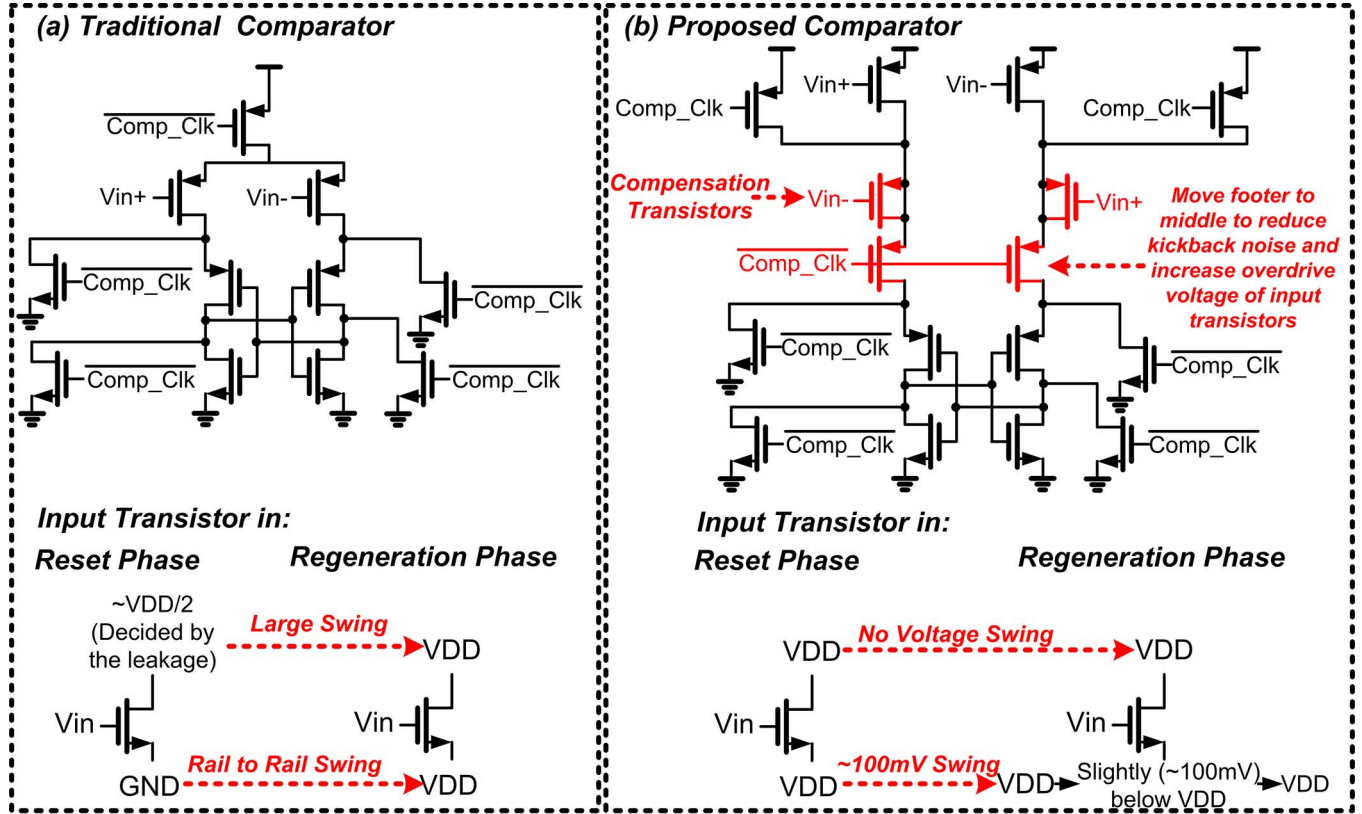 (a) Traditional Comparator
Comp_Clk
Vin+
Vin-
Comp_Clk
Comp_Clk
Comp_Clk
Comp_Clk
Input Transistor in:
Reset Phase
Regeneration Phase
~VDD/2
(Decided by
the leakage)
Large Swing
VDD
Vin
Vin
GND
Rail to Rail Swing
VDD
(b) Proposed Comparator
Vin+
Vin-
Comp_Clk
Comp_Clk
Compensation
Transistors
Vin-
Vin+
Move footer to
middle to reduce
kickback noise and
increase overdrive
voltage of input
transistors
Comp_Clk
Comp_Clk
Comp_Clk
Comp_Clk
Comp_Clk
Input Transistor in:
Reset Phase
Regeneration Phase
VDD
No Voltage Swing
VDD
Vin
Vin
VDD
~100mV Swing
VDD
Slightly (~100mV)
below VDD
VDD